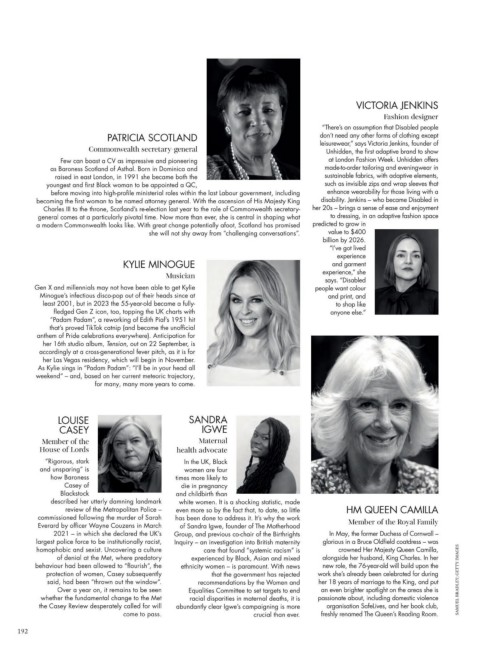 PATRICIA SCOTLAND
Commonwealth secretary general
Few can boast a CV as impressive and pioneering
as Baroness Scotland of Asthal. Born in Dominica and
raised in east London, in 1991 she became both the
youngest and first Black woman to be appointed a QC,
before moving into high-profile ministerial roles within the last Labour government, including
becoming the first woman to be named attorney general. With the ascension of His Majesty King
Charles III to the throne, Scotland's re-election last year to the role of Commonwealth secretary-
general comes at a particularly pivotal time. Now more than ever, she is central in shaping what
a modern Commonwealth looks like. With great change potentially afoot, Scotland has promised
she will not shy away from "challenging conversations".
VICTORIA JENKINS
Fashion designer
"There's an assumption that Disabled people
don't need any other forms of clothing except
leisurewear," says Victoria Jenkins, founder of
Unhidden, the first adaptive brand to show
at London Fashion Week. Unhidden offers
made-to-order tailoring and eveningwear in
sustainable fabrics, with adaptive elements,
such as invisible zips and wrap sleeves that
enhance wearability for those living with a
disability. Jenkins – who became Disabled in
her 20s – brings a sense of ease and enjoyment
to dressing, in an adaptive fashion space
predicted to grow in
value to $400
billion by 2026.
"I've got lived
experience
and garment
experience," she
says. "Disabled
people want colour
and print, and
to shop like
anyone else."
KYLIE MINOGUE
Musician
Gen X and millennials may not have been able to get Kylie
Minogue's infectious disco-pop out of their heads since at
least 2001, but in 2023 the 55-year-old become a fully-
fledged Gen Z icon, too, topping the UK charts with
"Padam Padam", a reworking of Edith Piaf's 1951 hit
that's proved TikTok catnip (and become the unofficial
anthem of Pride celebrations everywhere). Anticipation for
her 16th studio album, Tension, out on 22 September, is
accordingly at a cross-generational fever pitch, as it is for
her Las Vegas residency, which will begin in November.
As Kylie sings in "Padam Padam": "I'll be in your head all
weekend" – and, based on her current meteoric trajectory,
for many, many more years to come.
LOUISE
CASEY
Member of the
House of Lords
"Rigorous, stark
and unsparing" is
how Baroness
Casey of
Blackstock
described her utterly damning landmark
review of the Metropolitan Police –
commissioned following the murder of Sarah
Everard by officer Wayne Couzens in March
2021 – in which she declared the UK's
largest police force to be institutionally racist,
homophobic and sexist. Uncovering a culture
of denial at the Met, where predatory
behaviour had been allowed to "flourish", the
protection of women, Casey subsequently
said, had been "thrown out the window".
Over a year on, it remains to be seen
whether the fundamental change to the Met
the Casey Review desperately called for will
come to pass.
SANDRA
IGWE
Maternal
health advocate
In the UK, Black
women are four
times more likely to
die in pregnancy
and childbirth than
white women. It is a shocking statistic, made
even more so by the fact that, to date, so little
has been done to address it. It's why the work
of Sandra Igwe, founder of The Motherhood
Group, and previous co-chair of the Birthrights
Inquiry – an investigation into British maternity
care that found "systemic racism" is
experienced by Black, Asian and mixed
ethnicity women – is paramount. With news
that the government has rejected
recommendations by the Women and
Equalities Committee to set targets to end
racial disparities in maternal deaths, it is
abundantly clear Igwe's campaigning is more
crucial than ever.
HM QUEEN CAMILLA
Member of the Royal Family
In May, the former Duchess of Cornwall –
glorious in a Bruce Oldfield coatdress – was
crowned Her Majesty Queen Camilla,
alongside her husband, King Charles. In her
new role, the 76-year-old will build upon the
work she's already been celebrated for during
her 18 years of marriage to the King, and put
an even brighter spotlight on the areas she is
passionate about, including domestic violence
organisation SafeLives, and her book club,
freshly renamed The Queen's Reading Room.
192